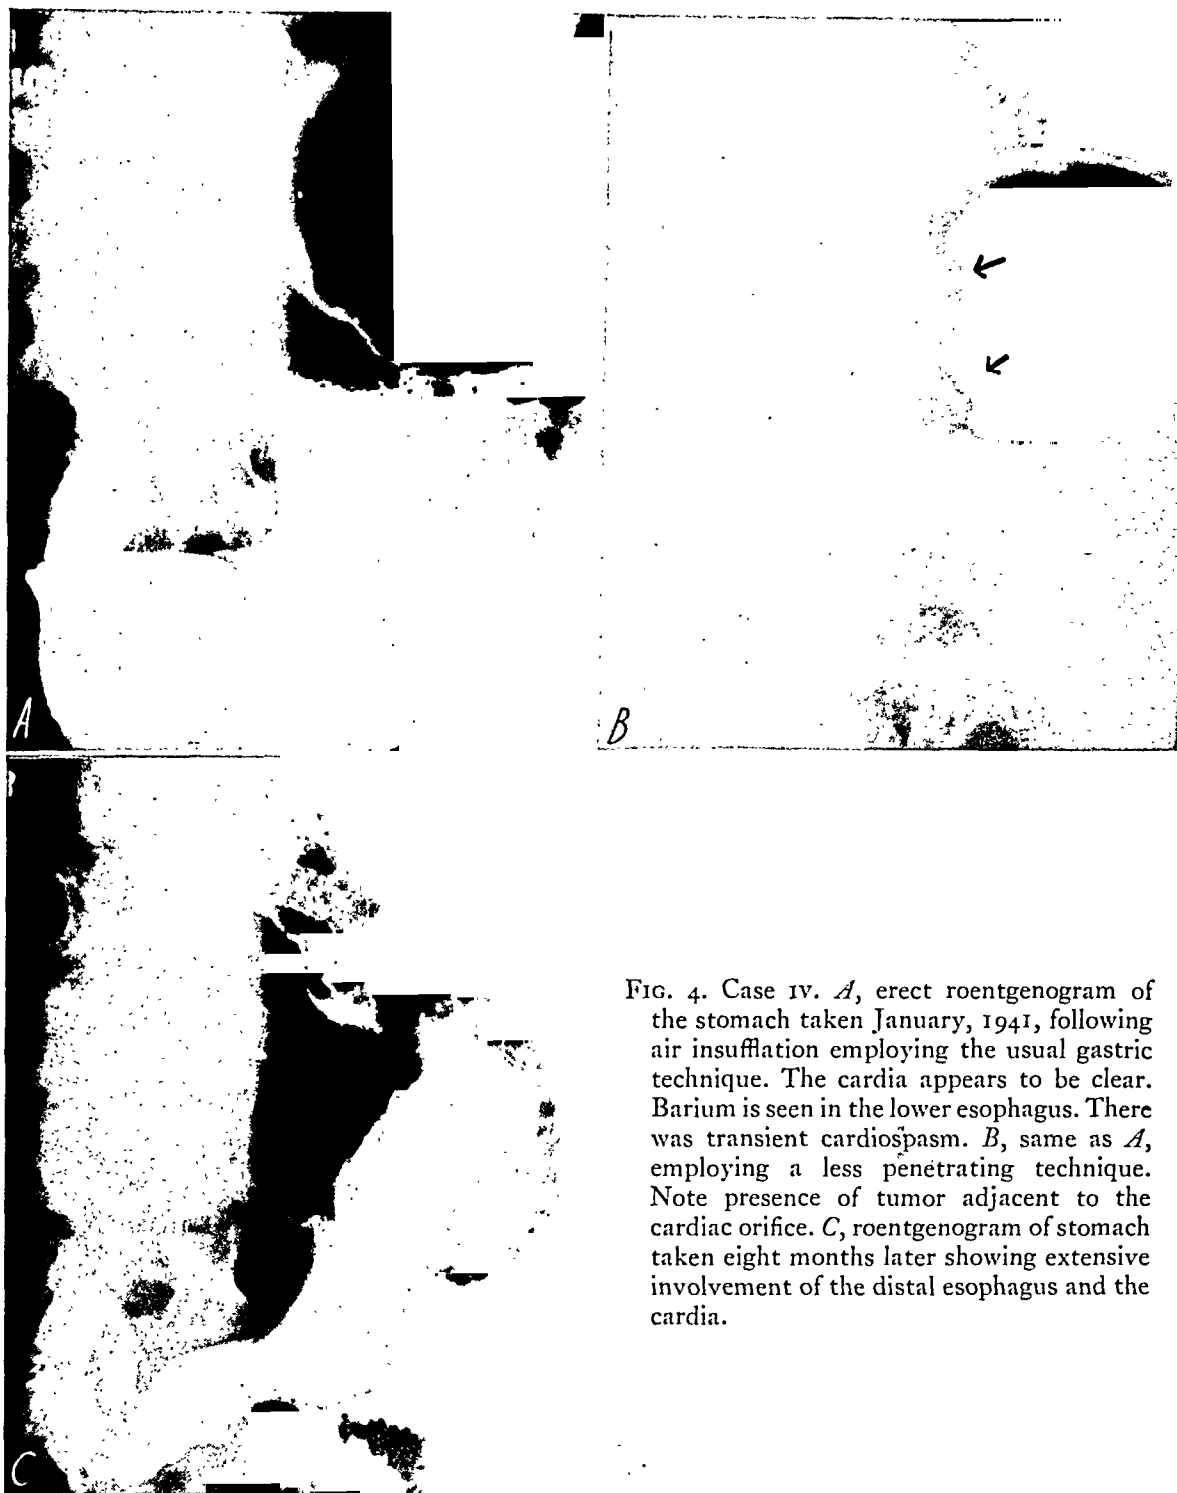 A
B
C
FIG. 4. Case IV. A, erect roentgenogram of
the stomach taken January, 1941, following
air insufflation employing the usual gastric
technique. The cardia appears to be clear.
Barium is seen in the lower esophagus. There
was transient cardiospasm. B, same as A,
employing a less penetrating technique.
Note presence of tumor adjacent to the
cardiac orifice. C, roentgenogram of stomach
taken eight months later showing extensive
involvement of the distal esophagus and the
cardia.